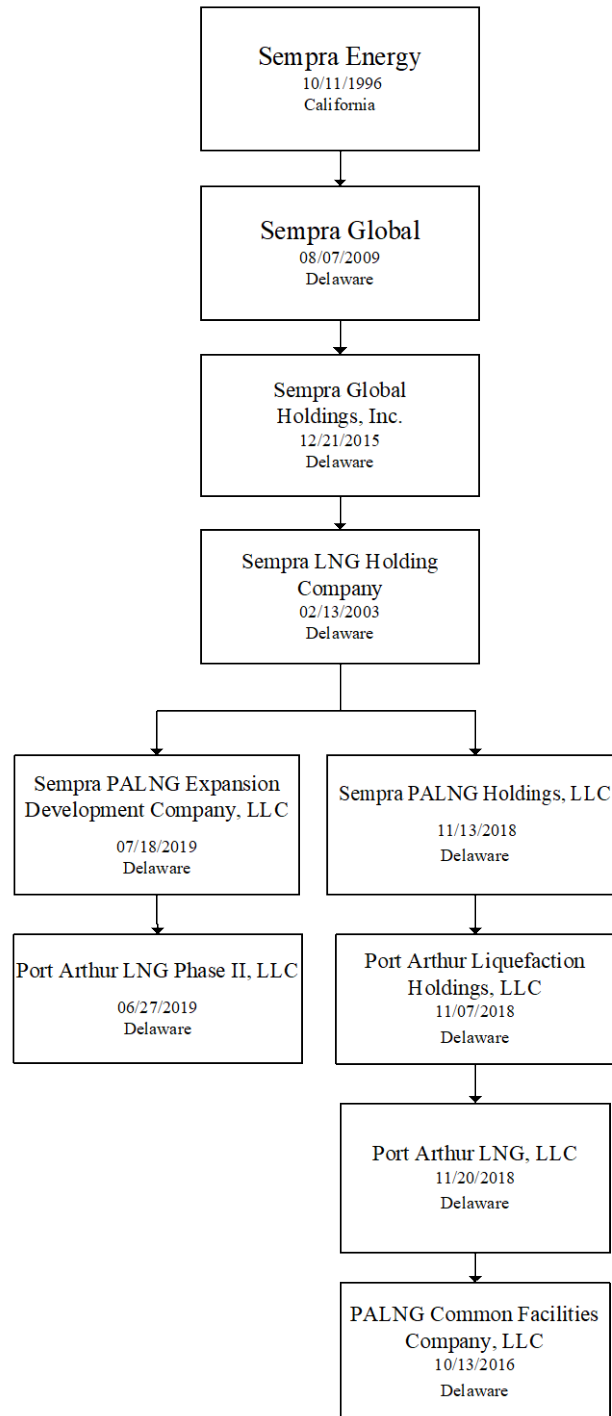 Sempra Energy
10/11/1996
California
Sempra Global
08/07/2009
Delaware
Sempra Global
Holdings, Inc.
12/21/2015
Delaware
Sempra LNG Holding
Company
02/13/2003
Delaware
Sempra PALNG Expansion
Development Company, LLC
07/18/2019
Delaware
Sempra PALNG Holdings, LLC
11/13/2018
Delaware
Port Arthur LNG Phase II, LLC
06/27/2019
Delaware
Port Arthur Liquefaction
Holdings, LLC
11/07/2018
Delaware
Port Arthur LNG, LLC
11/20/2018
Delaware
PALNG Common Facilities
Company, LLC
10/13/2016
Delaware